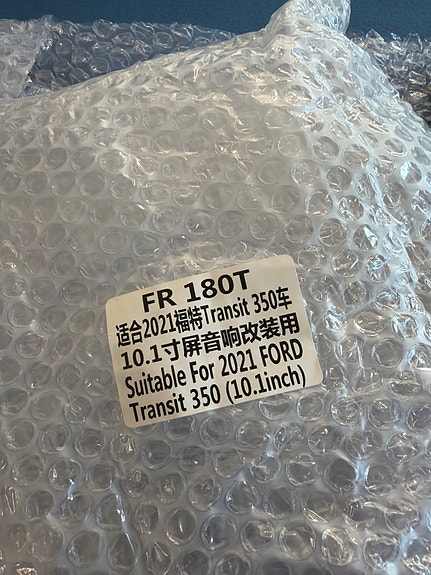 FR 180T
适合2021福特Transit 350车
10.1寸屏音响改装用
Suitable For 2021 FORD
Transit 350 (10.1inch)